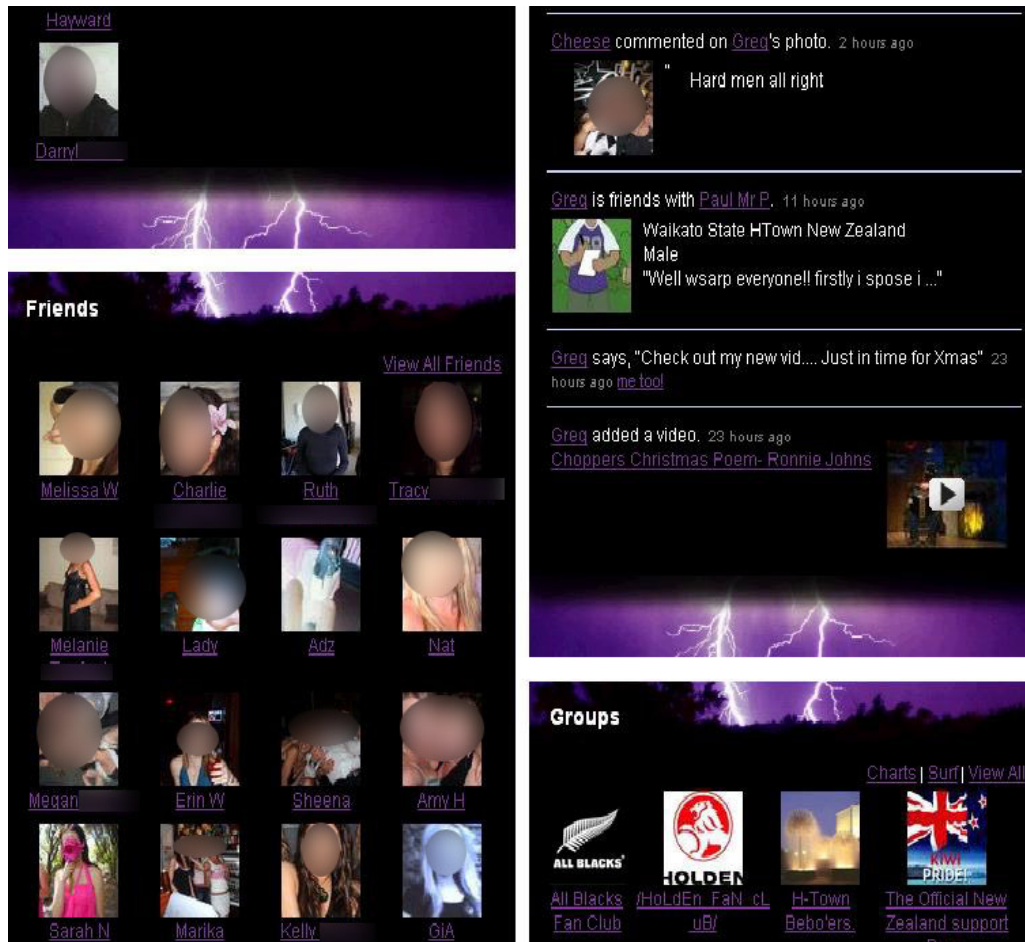 Hayward
Darryl
Friends
View All Friends
Melissa W
Charlie
Ruth
Tracy
Melanie
Lady
Adz
Nat
Megan
Erin W
Sheena
Amy H
Sarah N
Marika
Kelly
GiA
Cheese commented on Greg's photo. 2 hours ago
" Hard men all right
Greg is friends with Paul Mr P. 11 hours ago
Waikato State HTown New Zealand
Male
"Well wsarp everyone!! firstly i spose i ..."
Greg says, "Check out my new vid.... Just in time for Xmas" 23
hours ago me too!
Greg added a video. 23 hours ago
Choppers Christmas Poem- Ronnie Johns
Groups
Charts | Surf | View All
ALL BLACKS
HOLDEN
KIWI
PRIDE!
All Blacks
Fan Club
/HoLdEn_FaN_cL
uB/
H-Town
Bebo'ers.
The Official New
Zealand support